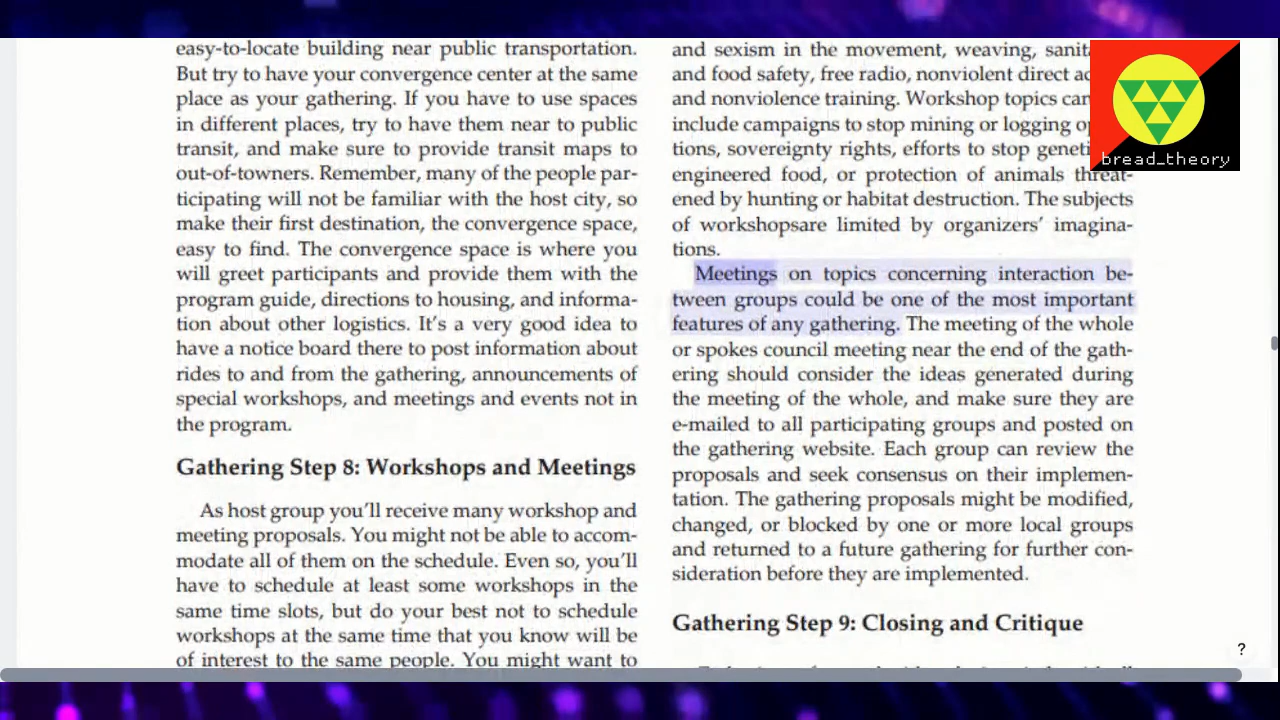 easy-to-locate building near public transportation.
But try to have your convergence center at the same
place as your gathering. If you have to use spaces
in different places, try to have them near to public
transit, and make sure to provide transit maps to
out-of-towners. Remember, many of the people par-
ticipating will not be familiar with the host city, so
make their first destination, the convergence space,
easy to find. The convergence space is where you
will greet participants and provide them with the
program guide, directions to housing, and informa-
tion about other logistics. It's a very good idea to
have a notice board there to post information about
rides to and from the gathering, announcements of
special workshops, and meetings and events not in
the program.
Gathering Step 8: Workshops and Meetings
As host group you'll receive many workshop and
meeting proposals. You might not be able to accom-
modate all of them on the schedule. Even so, you'll
have to schedule at least some workshops in the
same time slots, but do your best not to schedule
workshops at the same time that you know will be
of interest to the same people. You might want to
and sexism in the movement, weaving,
and food safety, free radio, nonviolent direct
and nonviolence training. Workshop topics can
include campaigns to stop mining or logging
tions, sovereignty rights, efforts to stop
engineered food, or protection of animals threat-
ened by hunting or habitat destruction. The subjects
of workshopsare limited by organizers' imagina-
tions.
Meetings on topics concerning interaction be-
tween groups could be one of the most important
features of any gathering. The meeting of the whole
or spokes council meeting near the end of the gath-
ering should consider the ideas generated during
the meeting of the whole, and make sure they are
e-mailed to all participating groups and posted on
the gathering website. Each group can review the
proposals and seek consensus on their implemen-
tation. The gathering proposals might be modified,
changed, or blocked by one or more local groups
and returned to a future gathering for further con-
sideration before they are implemented.
Gathering Step 9: Closing and Critique
bread_theory
?